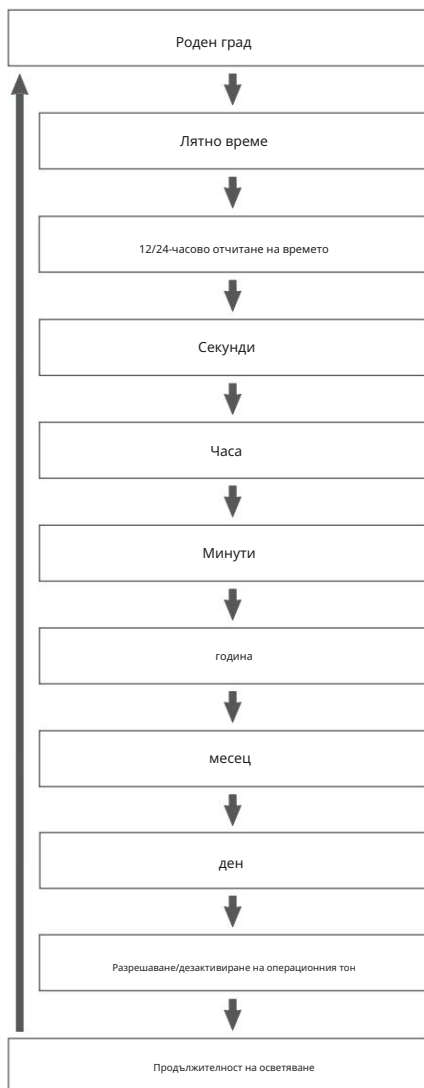 Роден град
Лятно време
12/24-часово отчитане на времето
Секунди
Часа
Минути
година
месец
ден
Разрешаване/дезактивиране на операционния тон
Продължителност на осветяване